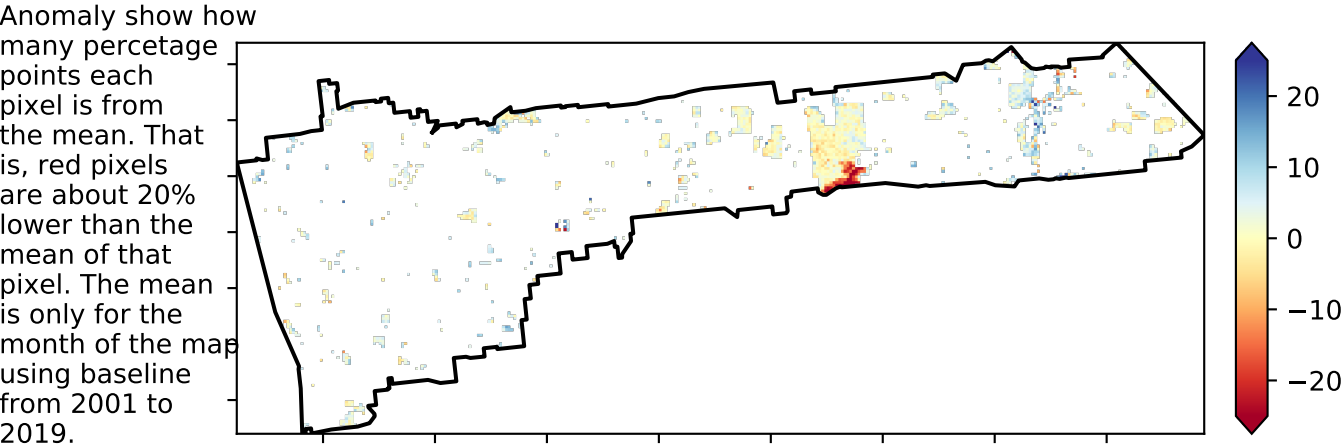 Anomaly show how
many percetage
points each
pixel is from
the mean. That
is, red pixels
are about 20%
lower than the
mean of that
pixel. The mean
is only for the
month of the map
using baseline
from 2001 to
2019.
20
10
0
−10
−20